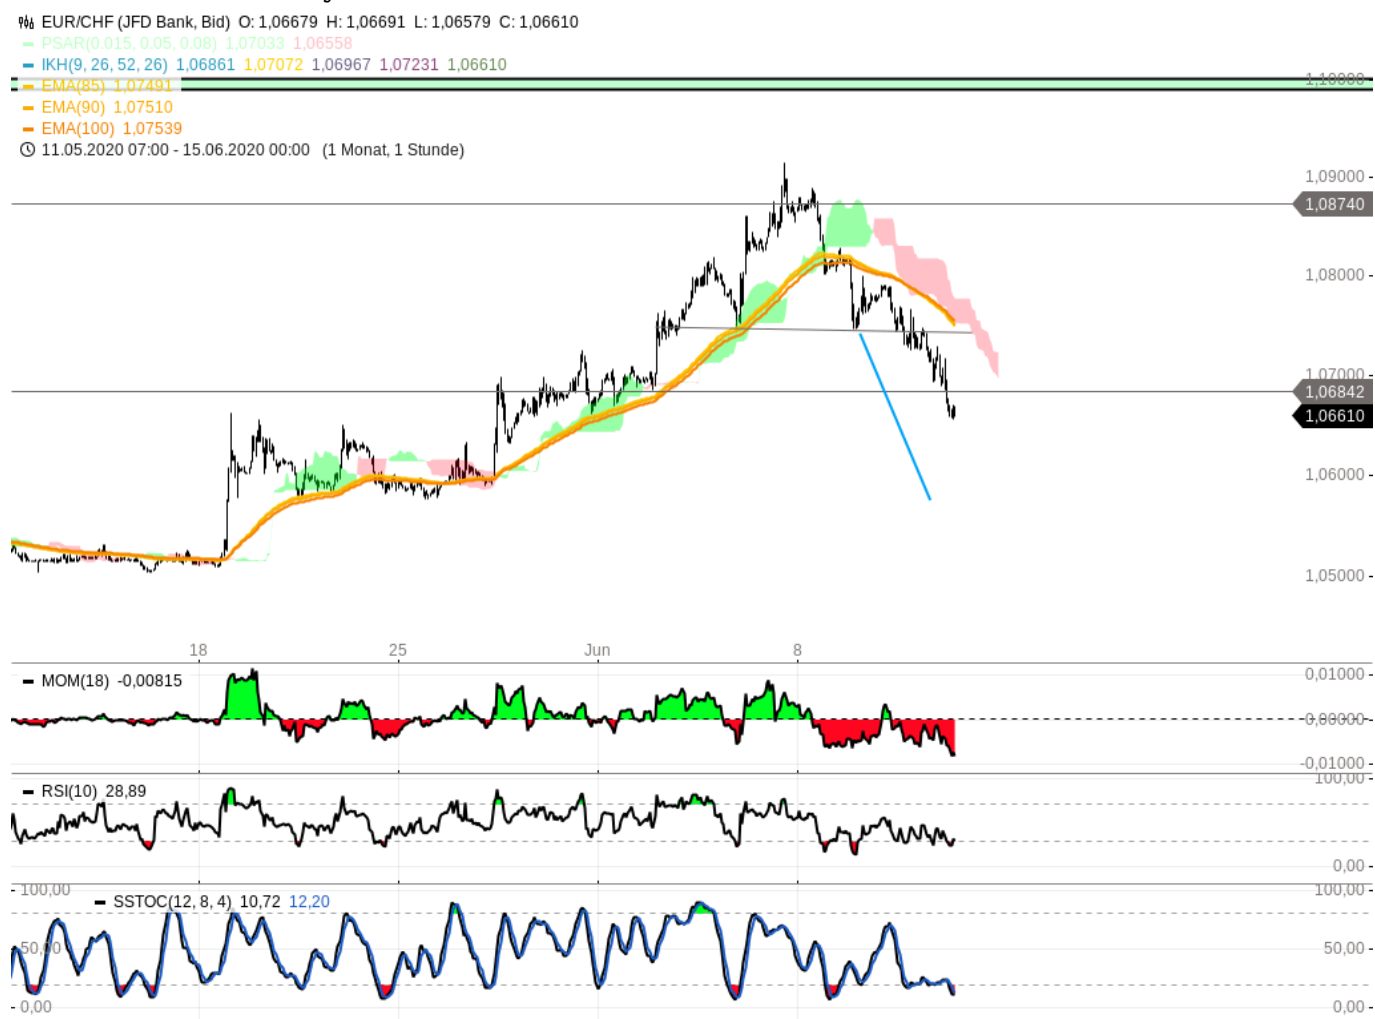 EUR/CHF (JFD Bank, Bid) O: 1,06679 H: 1,06691 L: 1,06579 C: 1,06610
PSAR(0.015, 0.05, 0.08) 1,07033 1,06558
IKH(9, 26, 52, 26) 1,06861 1,07072 1,06967 1,07231 1,06610
EMA(85) 1,07491
1,10000
EMA(90) 1,07510
EMA(100) 1,07539
11.05.2020 07:00 - 15.06.2020 00:00 (1 Monat, 1 Stunde)
1,09000
1,08740
1,08000
1,07000
1,06842
1,06610
1,06000
1,05000
18 25 Jun 8
MOM(18) -0,00815
0,01000
0,00000
-0,01000
100,00
RSI(10) 28,89
0,00
100,00 100,00
SSTOC(12, 8, 4) 10,72 12,20
50,00 50,00
0,00 0,00